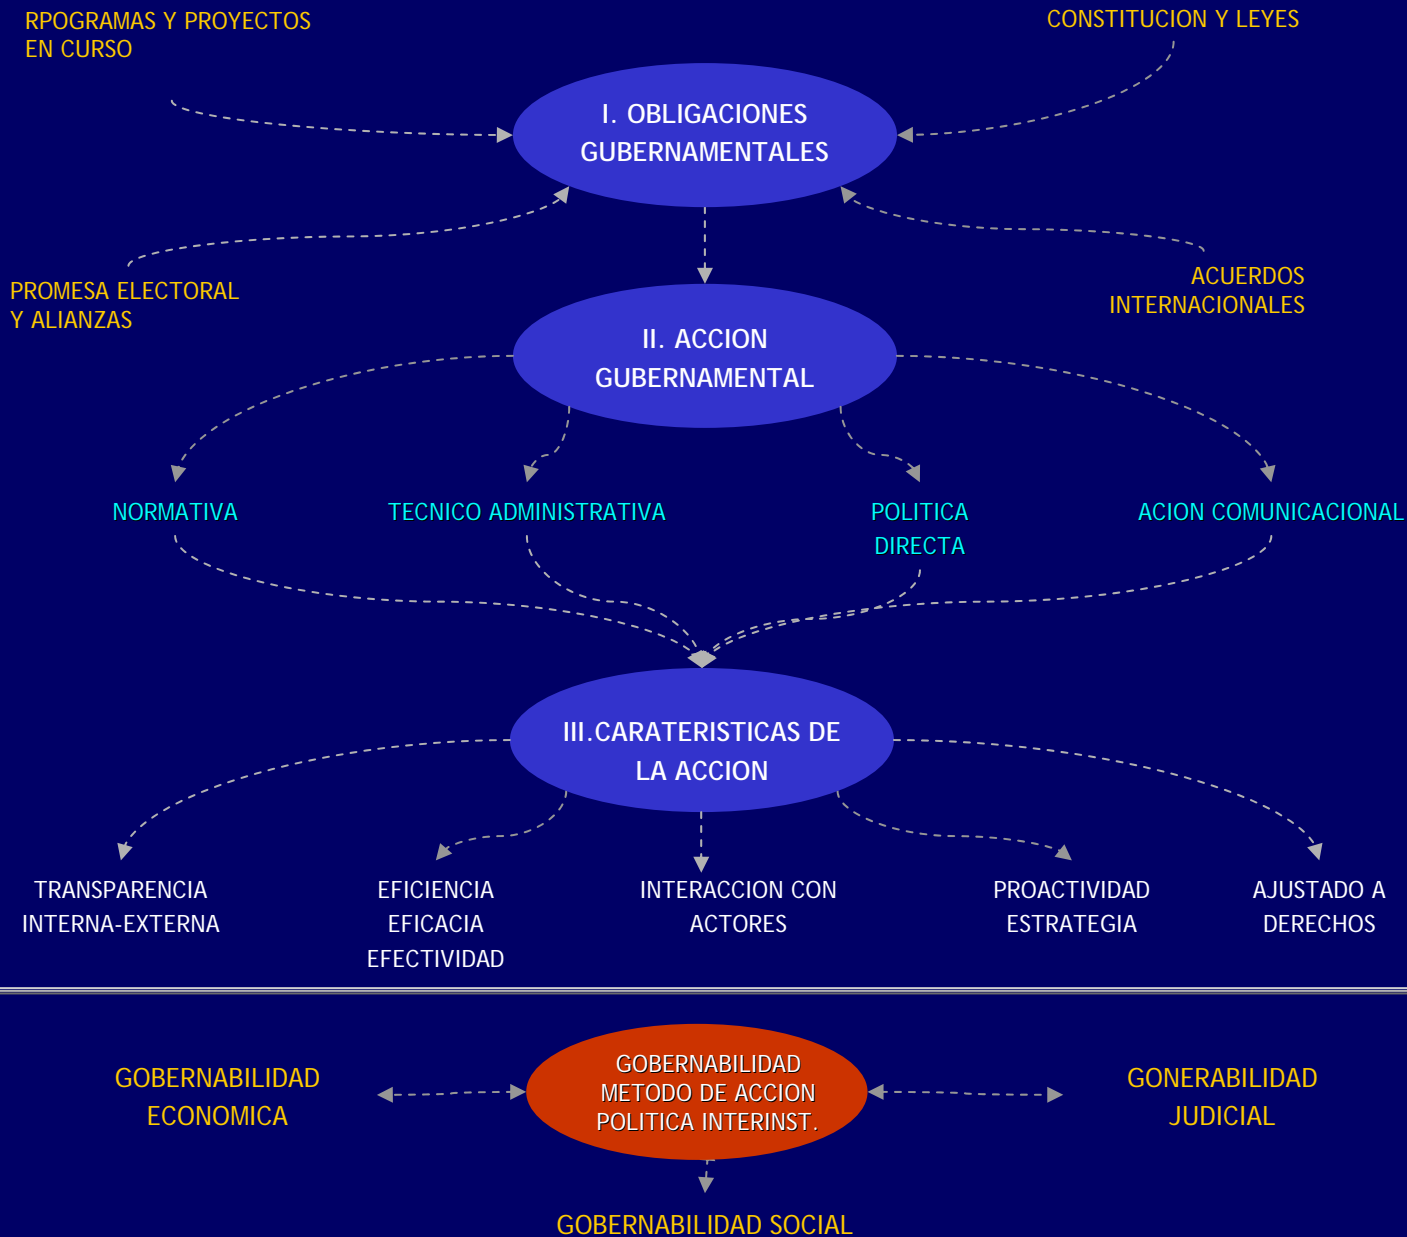 RPOGRAMAS Y PROYECTOS
EN CURSO
CONSTITUCION Y LEYES
I. OBLIGACIONES
GUBERNAMENTALES
PROMESA ELECTORAL
Y ALIANZAS
ACUERDOS
INTERNACIONALES
II. ACCION
GUBERNAMENTAL
NORMATIVA
TECNICO ADMINISTRATIVA
POLITICA
DIRECTA
ACION COMUNICACIONAL
III.CARATERISTICAS DE
LA ACCION
TRANSPARENCIA
INTERNA-EXTERNA
EFICIENCIA
EFICACIA
EFECTIVIDAD
INTERACCION CON
ACTORES
PROACTIVIDAD
ESTRATEGIA
AJUSTADO A
DERECHOS
GOBERNABILIDAD
ECONOMICA
GOBERNABILIDAD
METODO DE ACCION
POLITICA INTERINST.
GONERABILIDAD
JUDICIAL
GOBERNABILIDAD SOCIAL